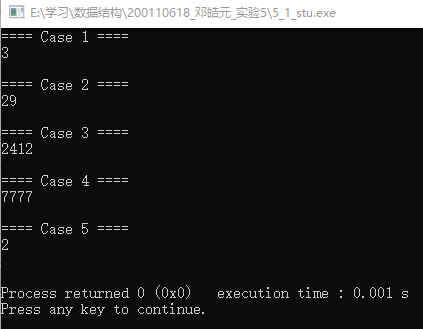 E:\学习\数据结构\200110618_邓皓元_实验5\5_1_stu.exe
==== Case 1 ====
3
==== Case 2 ====
29
==== Case 3 ====
2412
==== Case 4 ====
7777
==== Case 5 ====
2
Process returned 0 (0x0)   execution time : 0.001 s
Press any key to continue.